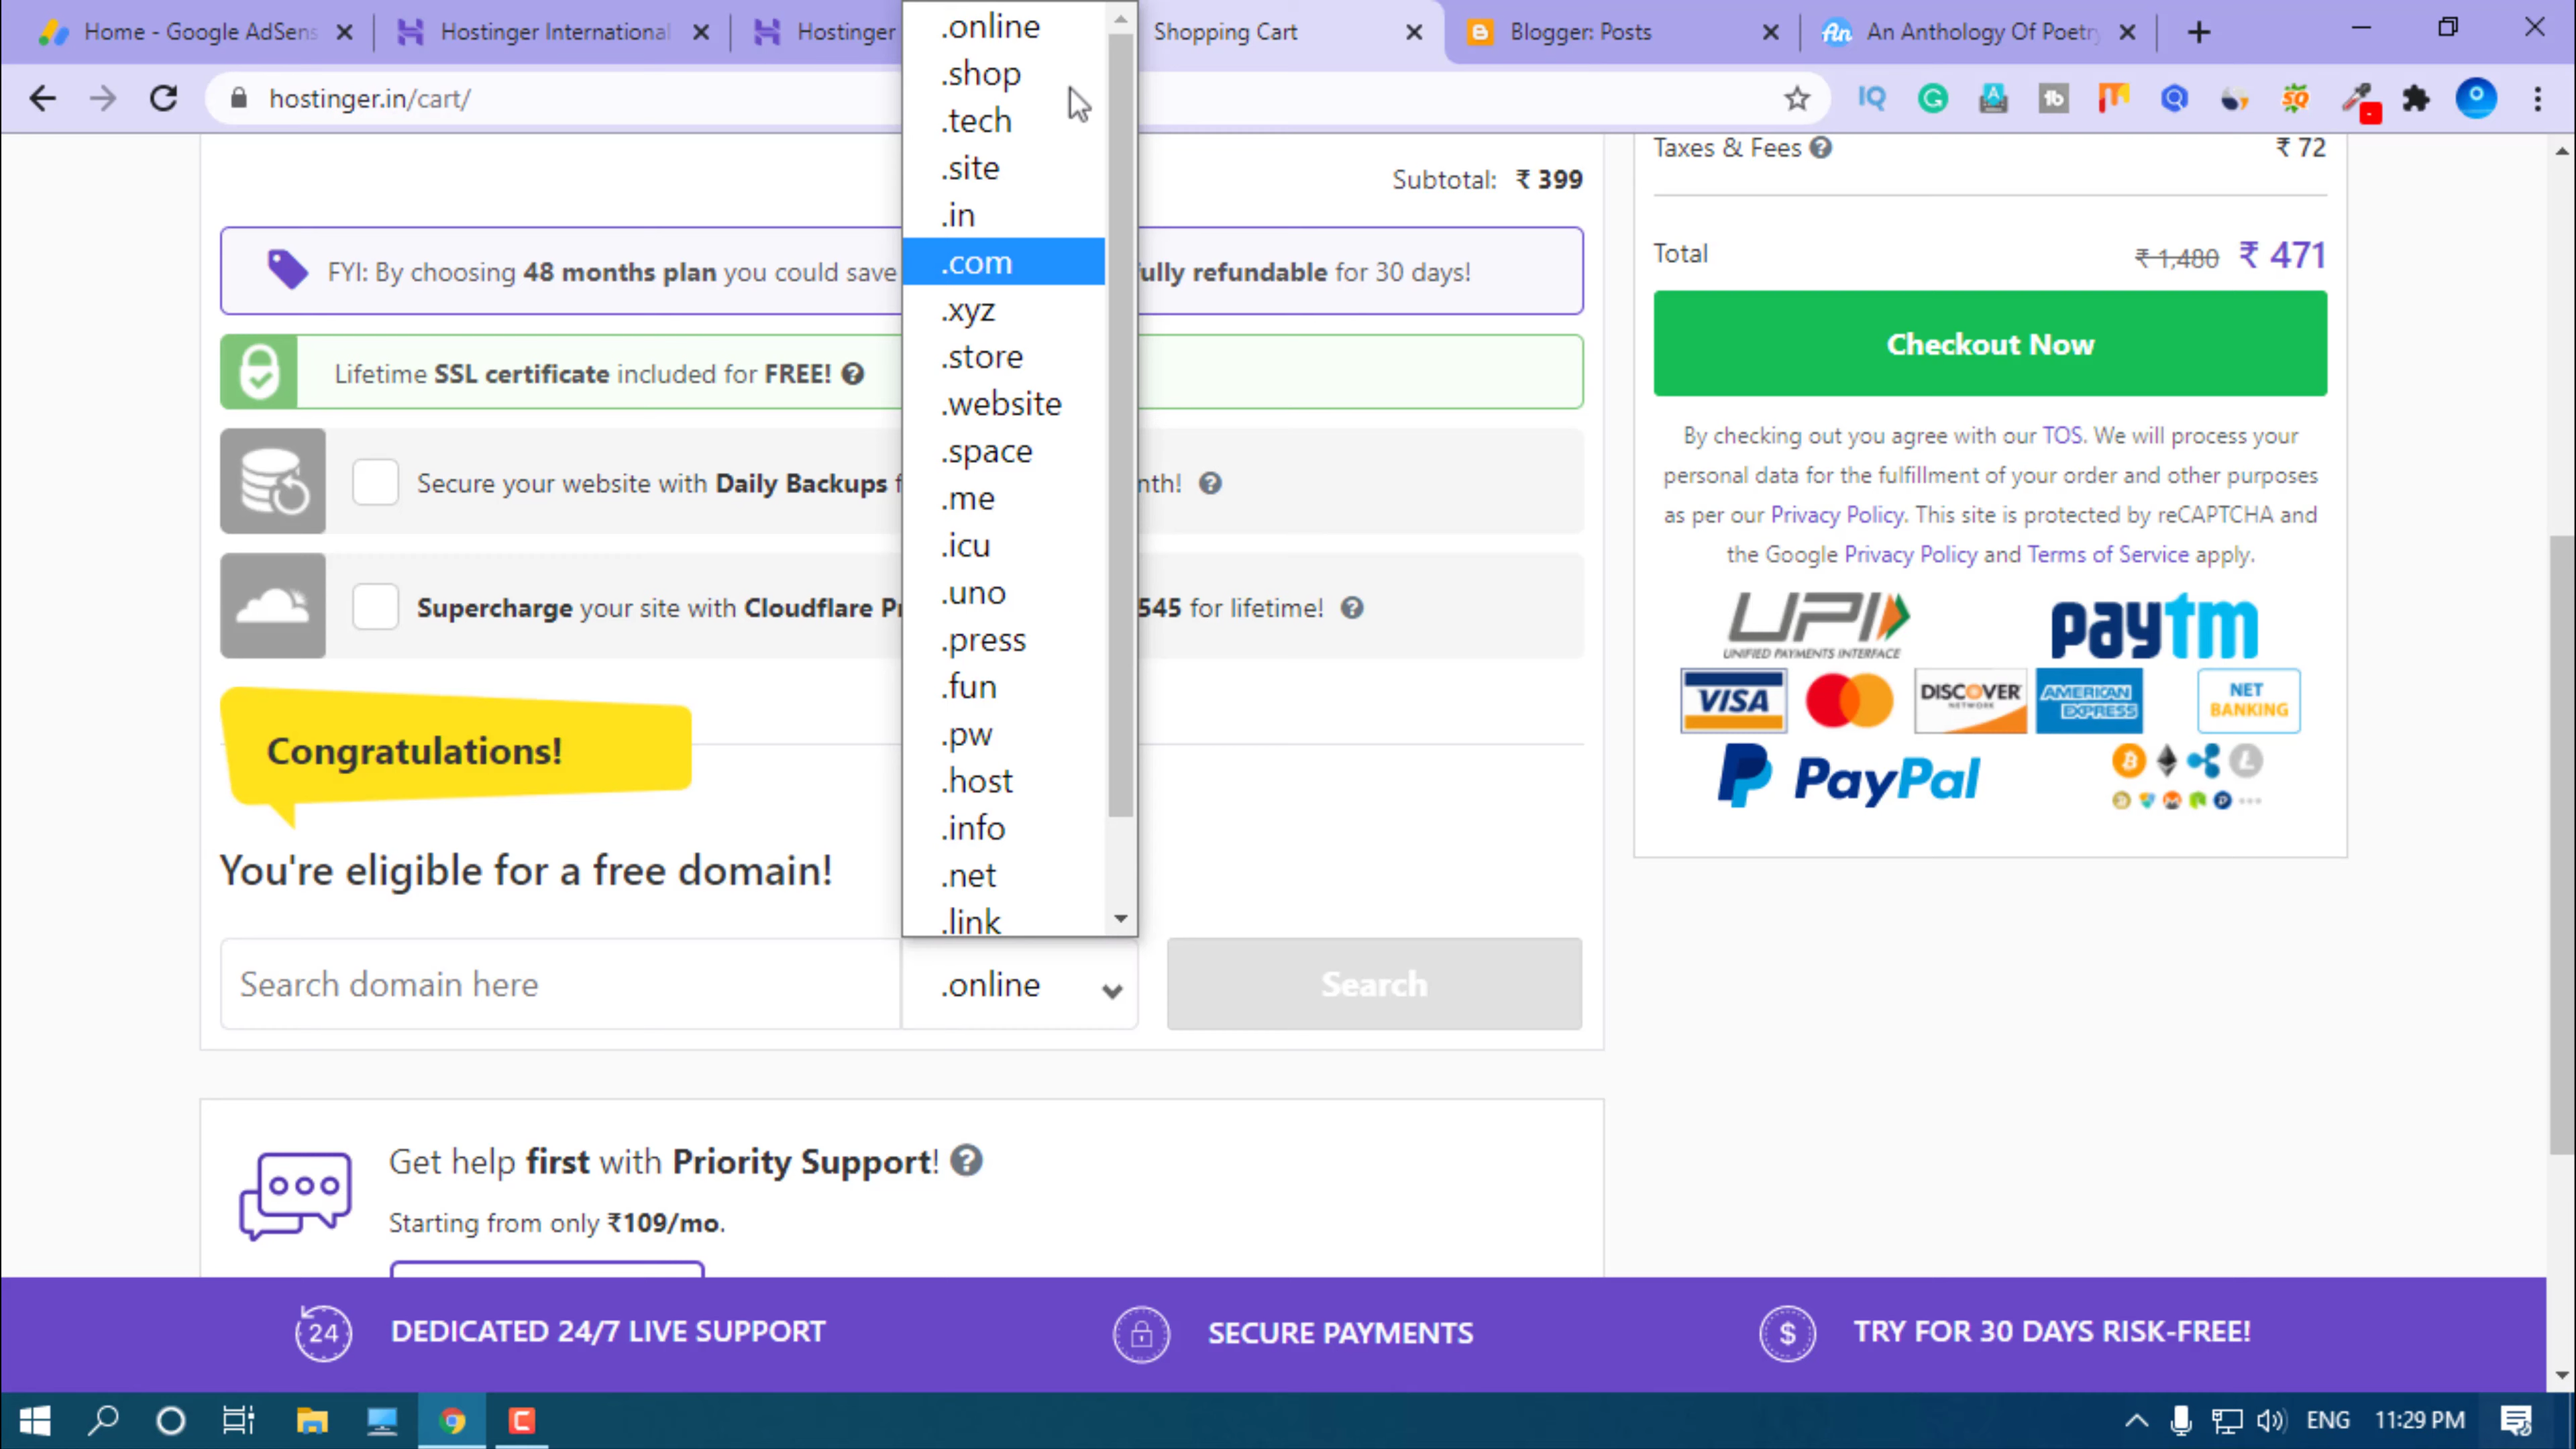 Home - Google AdSens
Hostinger International
Hostinger
Shopping Cart
Blogger: Posts
An Anthology Of Poetry
hostinger.in/cart/
.online
.shop
.tech
.site
.in
.com
.xyz
.store
.website
.space
.me
.icu
.uno
.press
.fun
.pw
.host
.info
.net
.link
Subtotal: ₹ 399
FYI: By choosing 48 months plan you could save ully refundable for 30 days!
Lifetime SSL certificate included for FREE!
Secure your website with Daily Backups nth!
Supercharge your site with Cloudflare 545 for lifetime!
Congratulations!
You're eligible for a free domain!
Search domain here
.online
Search
Get help first with Priority Support!
Starting from only ₹109/mo.
Taxes & Fees ₹ 72
Total ₹ 1,480 ₹ 471
Checkout Now
By checking out you agree with our TOS. We will process your
personal data for the fulfillment of your order and other purposes
as per our Privacy Policy. This site is protected by reCAPTCHA and
the Google Privacy Policy and Terms of Service apply.
UPI
UNIFIED PAYMENTS INTERFACE
paytm
VISA
DISCOVER
NETWORK
AMERICAN
EXPRESS
NET
BANKING
PayPal
24
DEDICATED 24/7 LIVE SUPPORT
SECURE PAYMENTS
$
TRY FOR 30 DAYS RISK-FREE!
ENG
11:29 PM